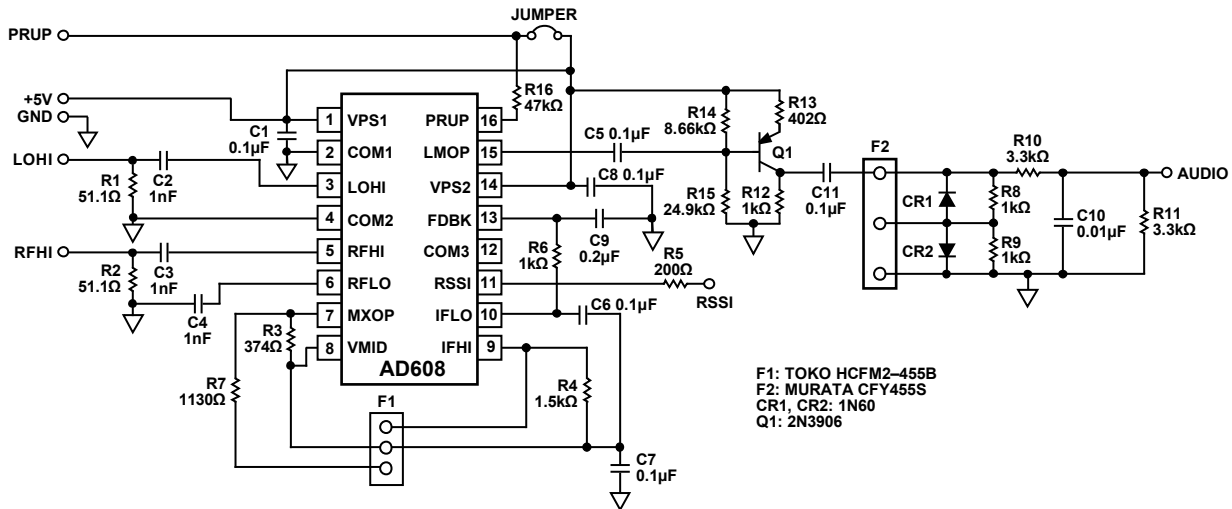 JUMPER
PRUP
+5V
GND
LOHI
RFHI
C1
0.1µF
R1
51.1Ω
C2
1nF
R2
51.1Ω
C3
1nF
C4
1nF
R3
374Ω
R7
1130Ω
1 VPS1
2 COM1
3 LOHI
4 COM2
5 RFHI
6 RFLO
7 MXOP
8 VMID
PRUP 16
LMOP 15
VPS2 14
FDBK 13
COM3 12
RSSI 11
IFLO 10
IFHI 9
AD608
F1
R16
47kΩ
C5 0.1µF
C8 0.1µF
C9
0.2µF
R6
1kΩ
R5
200Ω
RSSI
C6 0.1µF
R4
1.5kΩ
C7
0.1µF
R14
8.66kΩ
R13
402Ω
Q1
R15
24.9kΩ
R12
1kΩ
C11
0.1µF
F2
CR1
CR2
R8
1kΩ
R9
1kΩ
R10
3.3kΩ
C10
0.01µF
R11
3.3kΩ
AUDIO
F1: TOKO HCFM2–455B
F2: MURATA CFY455S
CR1, CR2: 1N60
Q1: 2N3906